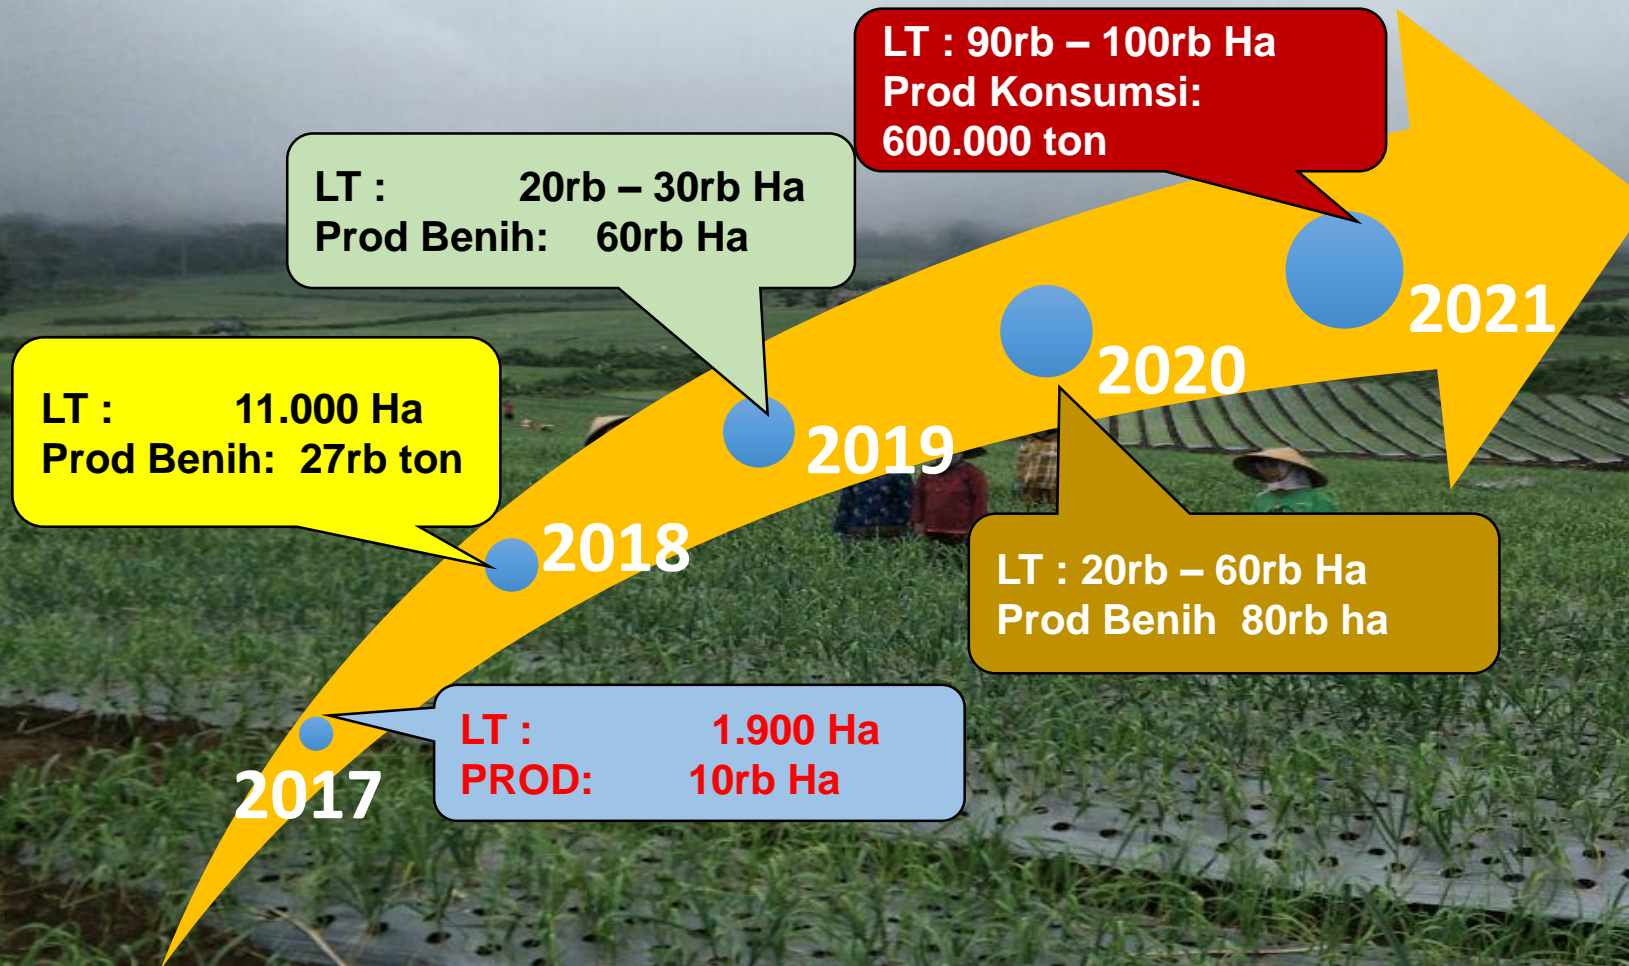 LT : 90rb – 100rb Ha
Prod Konsumsi:
600.000 ton
LT : 20rb – 30rb Ha
Prod Benih: 60rb Ha
2021
2020
LT : 11.000 Ha
Prod Benih: 27rb ton
2019
2018
LT : 20rb – 60rb Ha
Prod Benih 80rb ha
LT : 1.900 Ha
PROD: 10rb Ha
2017